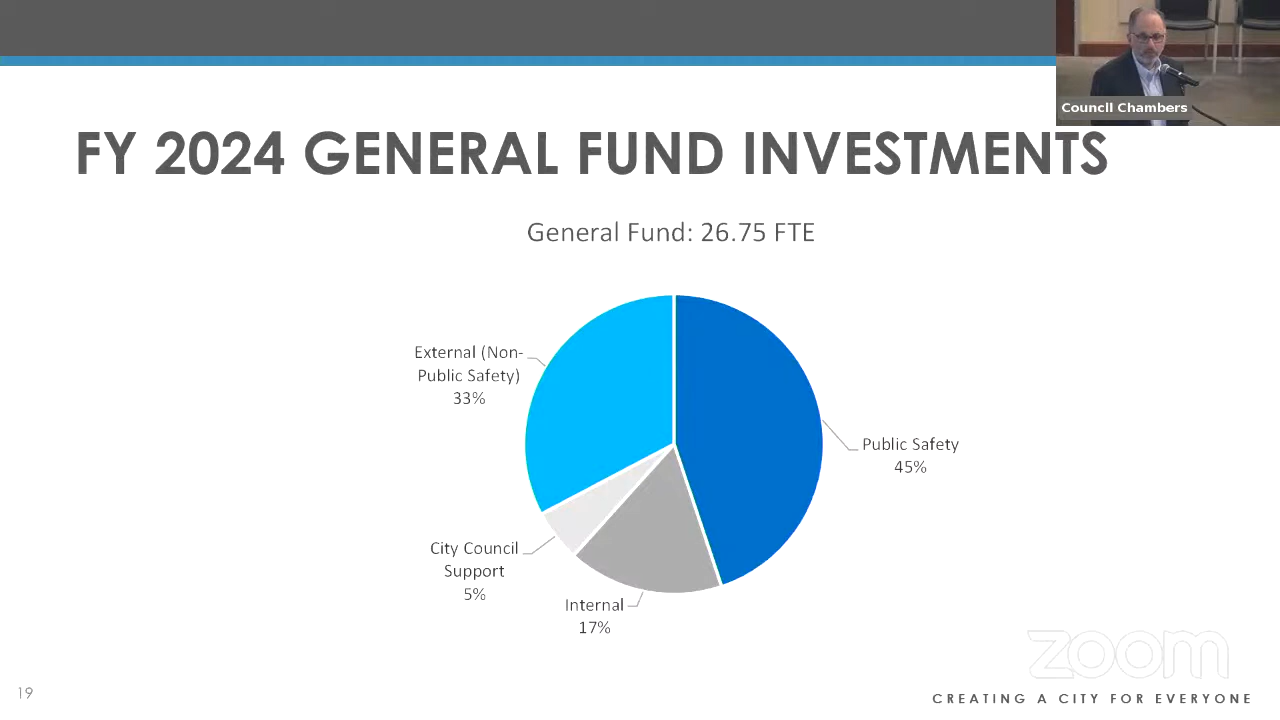 Council Chambers
FY 2024 GENERAL FUND INVESTMENTS
General Fund: 26.75 FTE
External (Non-
Public Safety)
33%
Public Safety
45%
City Council
Support
5%
Internal
17%
zoom
19
CREATING A CITY FOR EVERYONE